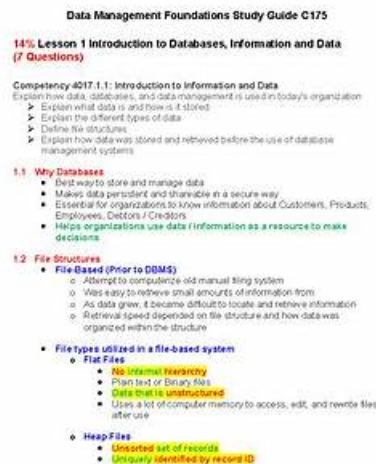 Data Management Foundations Study Guide C175
14% Lesson 1 Introduction to Databases, Information and Data
(7 Questions)
Competency 4017.1.1: Introduction to Information and Data
Explain how data, databases, and data management is used in today's organization
➢ Explain what data is and how is it stored
➢ Explain the different types of data
➢ Define file structures
➢ Explain how data was stored and retrieved before the use of database
management systems
1.1 Why Databases
• Best way to store and manage data
• Makes data persistent and shareable in a secure way
• Essential for organizations to know information about Customers, Products,
Employees, Debtors / Creditors
• Helps organizations use data / information as a resource to make
decisions
1.2 File Structures
• File-Based (Prior to DBMS)
o Attempt to computerize old manual filing system
o Was easy to retrieve small amounts of information from
o As data grew, it became difficult to locate and retrieve information
o Retrieval speed depended on file structure and how data was
organized within the structure
• File types utilized in a file-based system
o Flat Files
• No internal hierarchy
• Plain text or Binary files
• Data that is unstructured
• Uses a lot of computer memory to access, edit, and rewrite files
after use
o Heap Files
• Unsorted set of records
• Uniquely identified by record ID